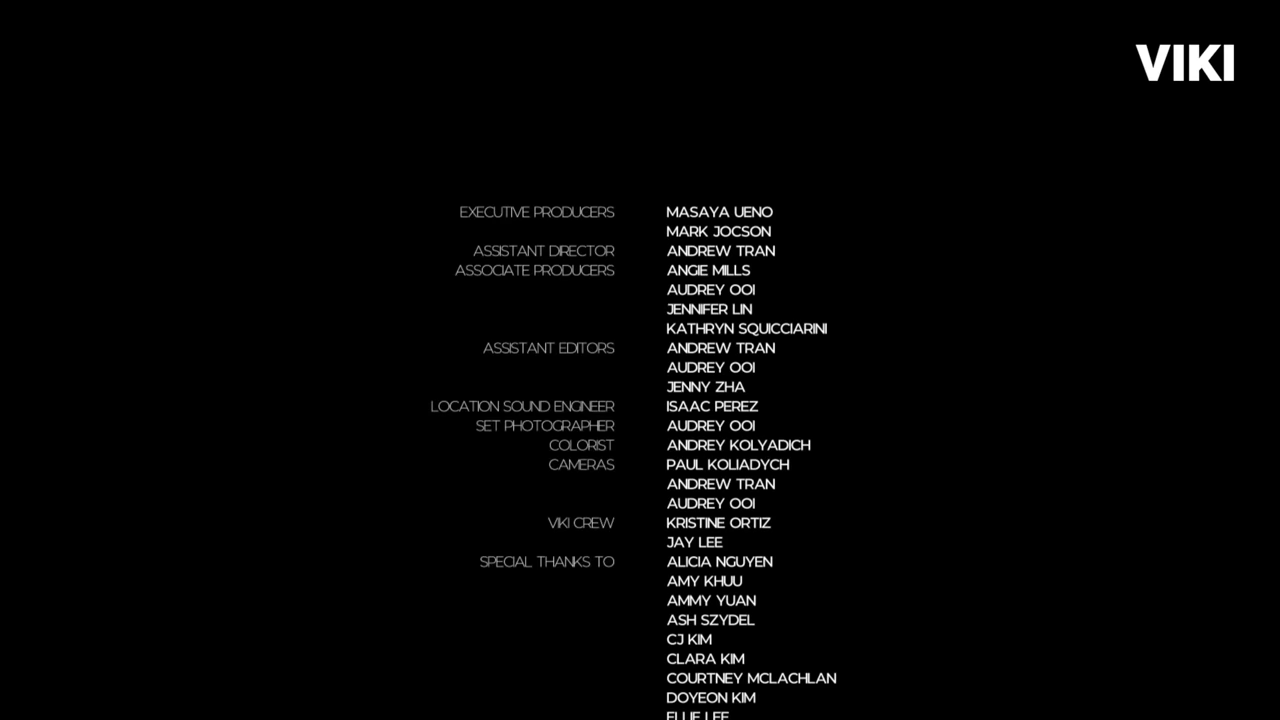 VIKI
EXECUTIVE PRODUCERS MASAYA UENO
MARK JOCSON
ASSISTANT DIRECTOR ANDREW TRAN
ASSOCIATE PRODUCERS ANGIE MILLS
AUDREY OOI
JENNIFER LIN
KATHRYN SQUICCIARINI
ASSISTANT EDITORS ANDREW TRAN
AUDREY OOI
JENNY ZHA
LOCATION SOUND ENGINEER ISAAC PEREZ
SET PHOTOGRAPHER AUDREY OOI
COLORIST ANDREY KOLYADICH
CAMERAS PAUL KOLIADYCH
ANDREW TRAN
AUDREY OOI
VIKI CREW KRISTINE ORTIZ
JAY LEE
SPECIAL THANKS TO ALICIA NGUYEN
AMY KHUU
AMMY YUAN
ASH SZYDEL
CJ KIM
CLARA KIM
COURTNEY MCLACHLAN
DOYEON KIM
ELLIE LEE